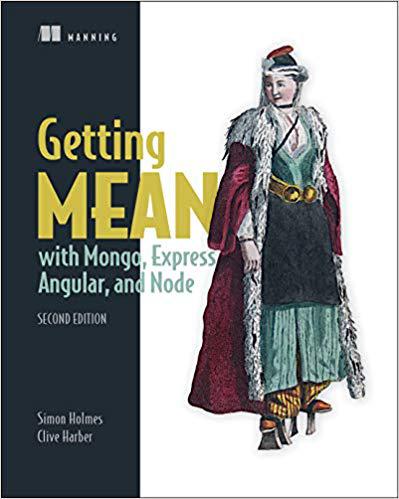 MANNING
Getting
MEAN
with Mongo, Express
Angular, and Node
SECOND EDITION
Simon Holmes
Clive Harber